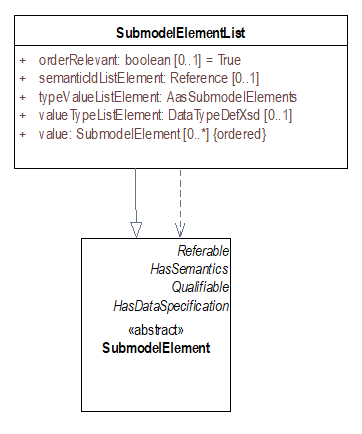 SubmodelElementList
+ orderRelevant: boolean [0..1] = True
+ semanticIdListElement: Reference [0..1]
+ typeValueListElement: AasSubmodelElements
+ valueTypeListElement: DataTypeDefXsd [0..1]
+ value: SubmodelElement [0..*] {ordered}
Referable
HasSemantics
Qualifiable
HasDataSpecification
«abstract»
SubmodelElement